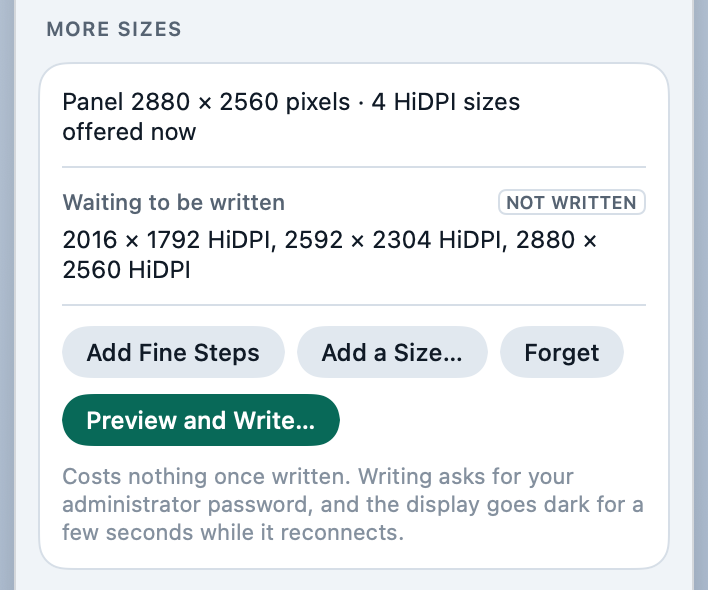 MORE SIZES
Panel 2880 × 2560 pixels · 4 HiDPI sizes
offered now
Waiting to be written
NOT WRITTEN
2016 × 1792 HiDPI, 2592 × 2304 HiDPI, 2880 ×
2560 HiDPI
Add Fine Steps
Add a Size…
Forget
Preview and Write…
Costs nothing once written. Writing asks for your
administrator password, and the display goes dark for a
few seconds while it reconnects.